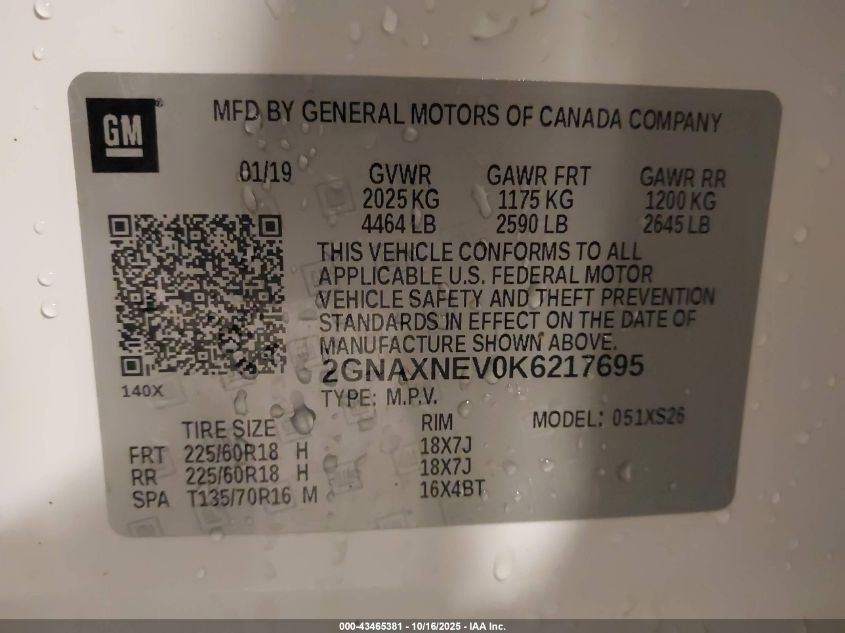 GM
MFD BY GENERAL MOTORS OF CANADA COMPANY
01/19 GVWR GAWR FRT GAWR RR
2025 KG 1175 KG 1200 KG
4464 LB 2590 LB 2645 LB
THIS VEHICLE CONFORMS TO ALL
APPLICABLE U.S. FEDERAL MOTOR
VEHICLE SAFETY AND THEFT PREVENTION
STANDARDS IN EFFECT ON THE DATE OF
MANUFACTURE SHOWN ABOVE.
2GNAXNEV0K6217695
140X
TYPE: M.P.V.
TIRE SIZE RIM MODEL: 051XS26
FRT 225/60R18 H 18X7J
RR 225/60R18 H 18X7J
SPA T135/70R16 M 16X4BT
000-43465381 - 10/16/2025 - IAA Inc.